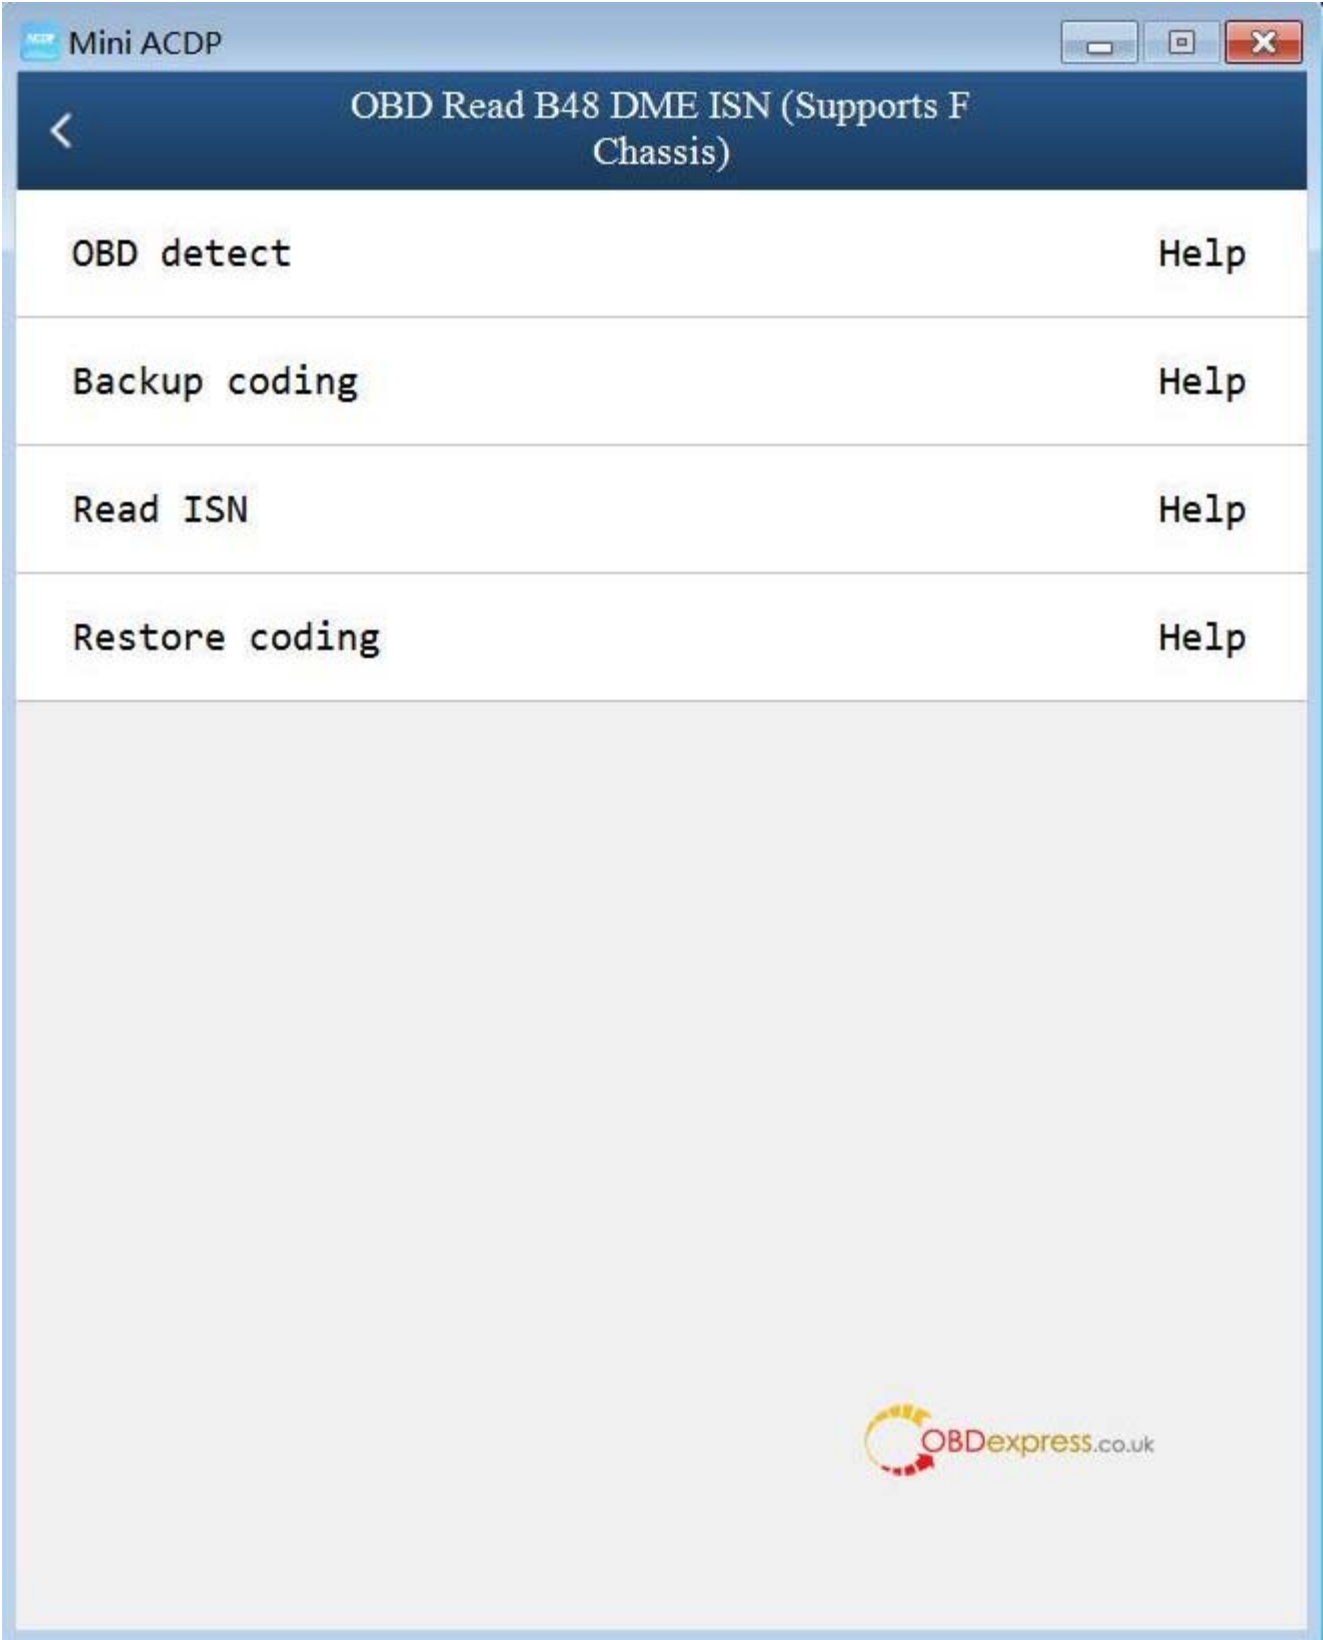 Mini ACDP
OBD Read B48 DME ISN (Supports F
Chassis)
OBD detect Help
Backup coding Help
Read ISN Help
Restore coding Help
OBDexpress.co.uk